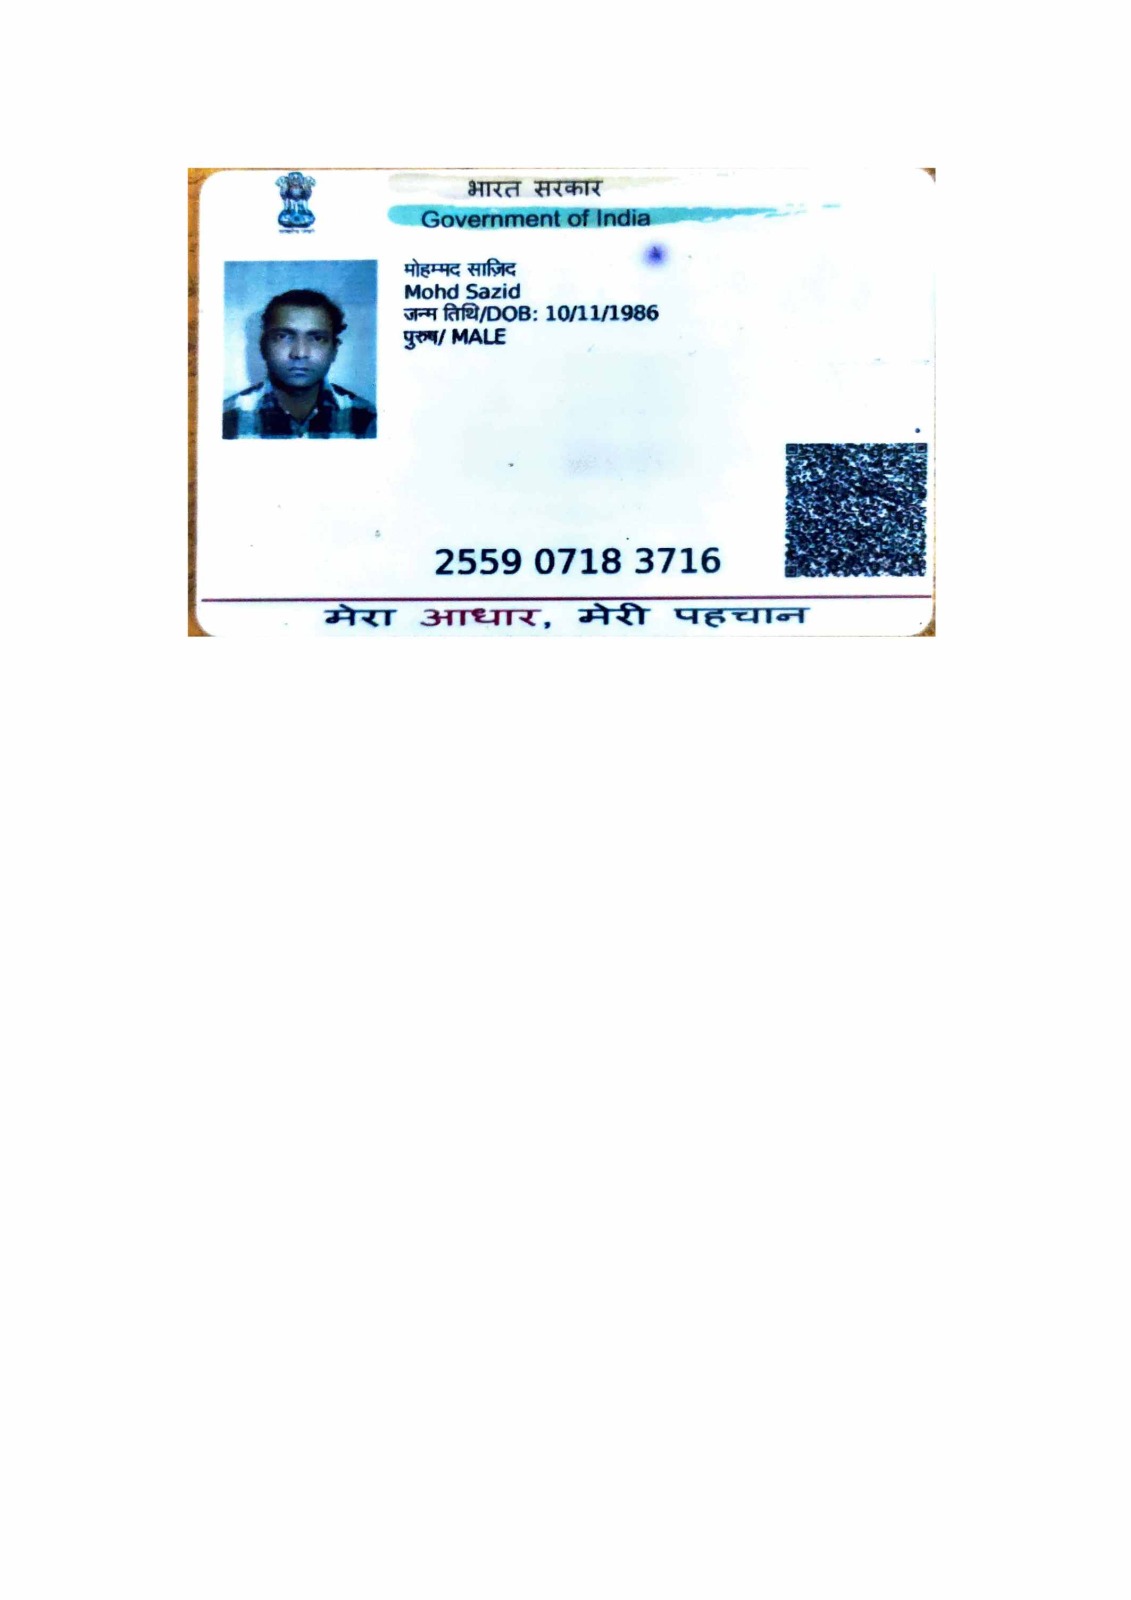 भारत सरकार
Government of India
मोहम्मद साज़िद
Mohd Sazid
जन्म तिथि/DOB: 10/11/1986
पुरुष/ MALE
2559 0718 3716
मेरा आधार, मेरी पहचान